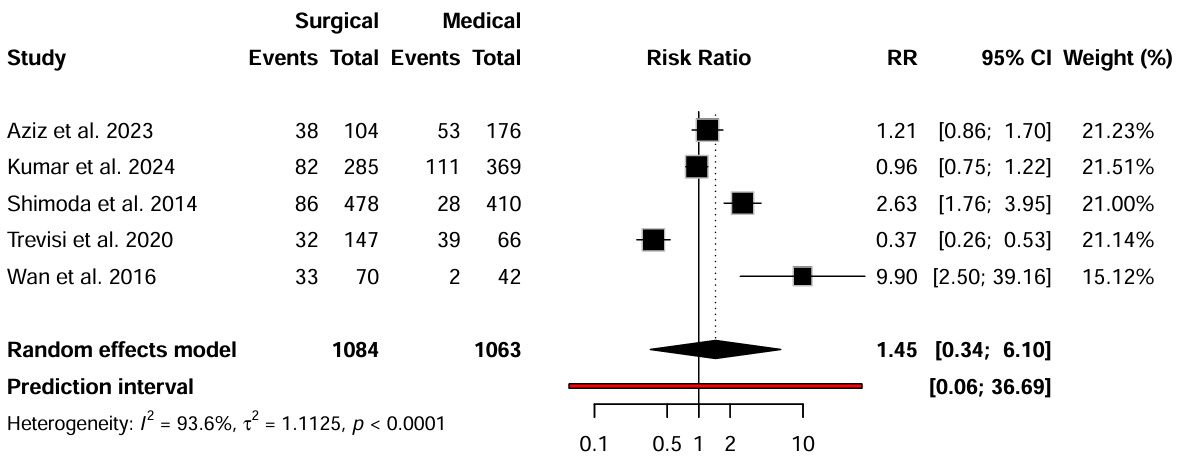 Surgical Medical
Study Events Total Events Total Risk Ratio RR 95% CI Weight (%)
Aziz et al. 2023 38 104 53 176 1.21 [0.86; 1.70] 21.23%
Kumar et al. 2024 82 285 111 369 0.96 [0.75; 1.22] 21.51%
Shimoda et al. 2014 86 478 28 410 2.63 [1.76; 3.95] 21.00%
Trevisi et al. 2020 32 147 39 66 0.37 [0.26; 0.53] 21.14%
Wan et al. 2016 33 70 2 42 9.90 [2.50; 39.16] 15.12%
Random effects model 1084 1063 1.45 [0.34; 6.10]
Prediction interval [0.06; 36.69]
Heterogeneity: I² = 93.6%, τ² = 1.1125, p < 0.0001
0.1 0.5 1 2 10